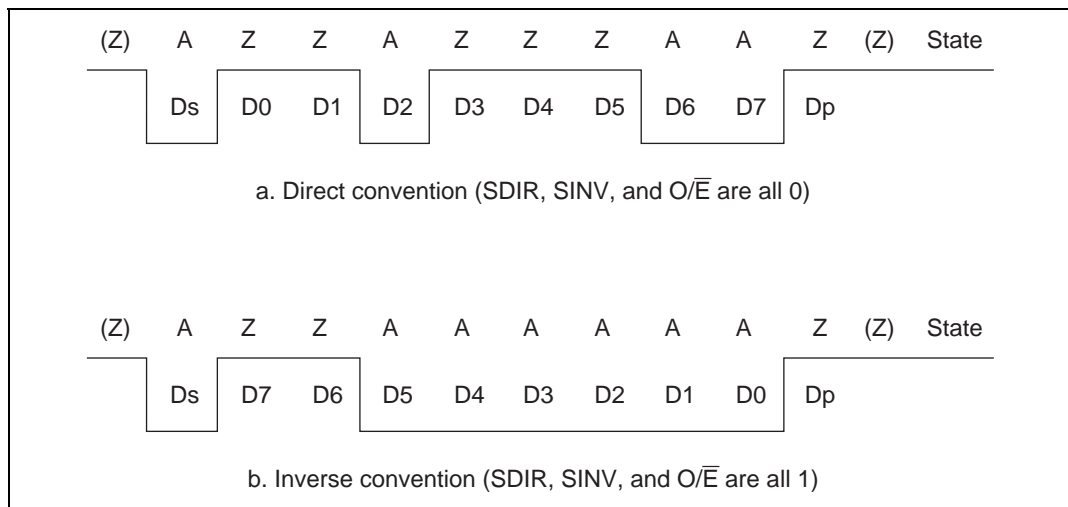 (Z) A Z Z A Z Z Z A A Z (Z) State
Ds D0 D1 D2 D3 D4 D5 D6 D7 Dp
a. Direct convention (SDIR, SINV, and O/E̅ are all 0)
(Z) A Z Z A A A A A A Z (Z) State
Ds D7 D6 D5 D4 D3 D2 D1 D0 Dp
b. Inverse convention (SDIR, SINV, and O/E̅ are all 1)